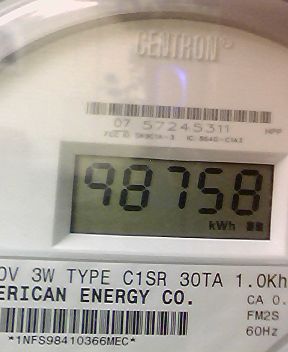 CENTRON
07 57245311 HPP
98758
kWh
0V 3W TYPE C1SR 30TA 1.0Kh
ERICAN ENERGY CO. CA 0.
FM2S
*1NFS98410366MEC* 60Hz